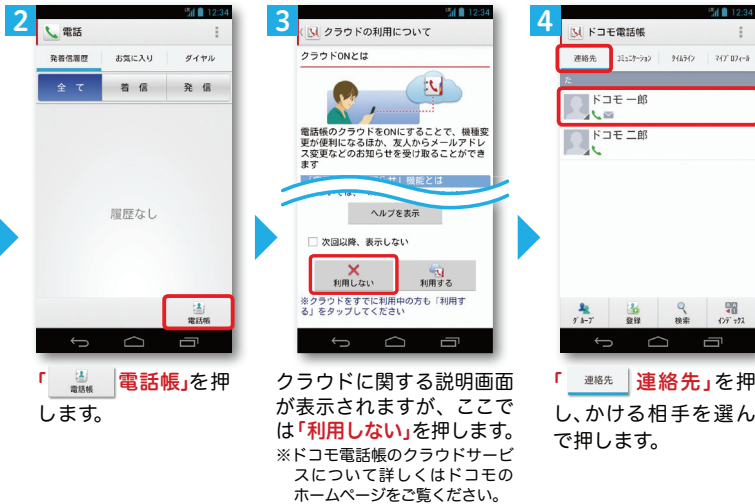 2
12:34
電話
発着信履歴 お気に入り ダイヤル
全 て 着 信 発 信
履歴なし
電話帳
「電話帳 電話帳」を押
します。
3
12:34
クラウドの利用について
クラウドONとは
電話帳のクラウドをONにすることで、機種変
更が便利になるほか、友人からメールアドレ
ス変更などのお知らせを受け取ることができ
ます
ヘルプを表示
次回以降、表示しない
利用しない 利用する
※クラウドをすでに利用中の方も「利用す
る」をタップしてください
クラウドに関する説明画面
が表示されますが、ここで
は「利用しない」を押します。
※ドコモ電話帳のクラウドサービ
スについて詳しくはドコモの
ホームページをご覧ください。
4
12:34
ドコモ電話帳
連絡先 コミュニケーション タイムライン マイプロフィール
た
ドコモ 一郎
ドコモ 二郎
グループ 登録 検索 インデックス
「連絡先 連絡先」を押
し、かける相手を選ん
で押します。